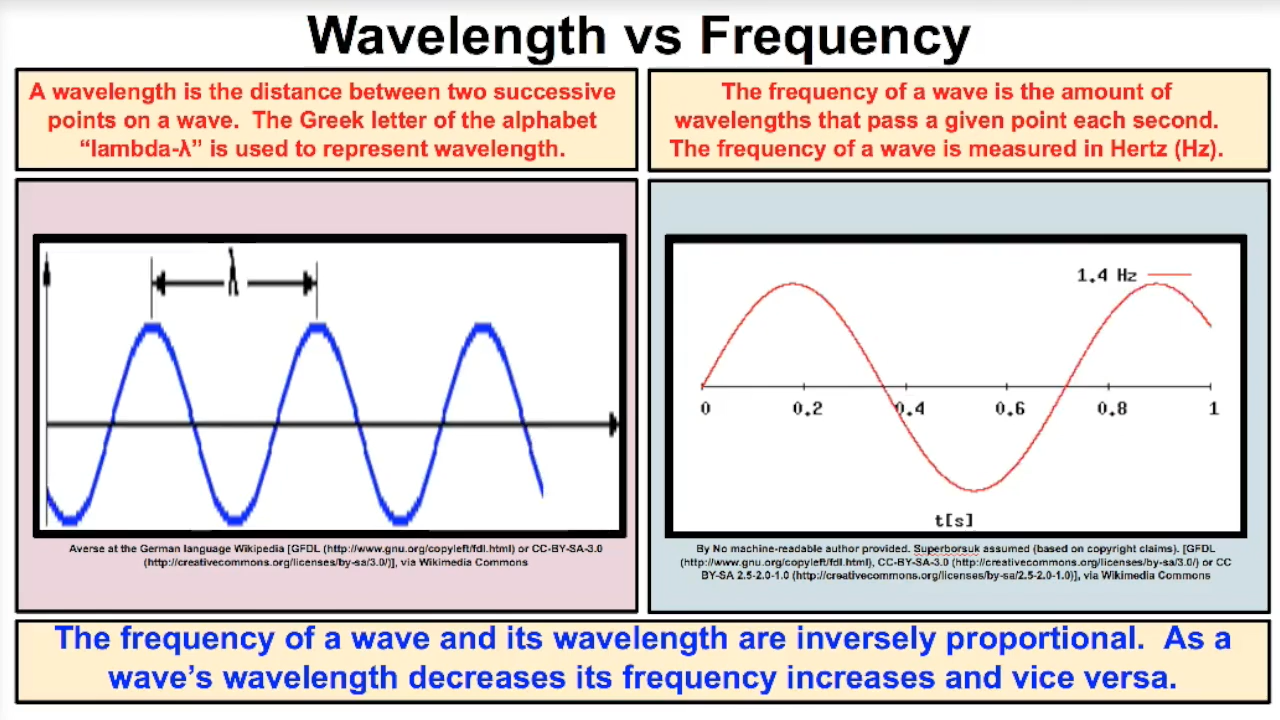 Wavelength vs Frequency
A wavelength is the distance between two successive
points on a wave.  The Greek letter of the alphabet
“lambda-λ” is used to represent wavelength.
The frequency of a wave is the amount of
wavelengths that pass a given point each second.
The frequency of a wave is measured in Hertz (Hz).
λ
1.4 Hz
0 0.2 0.4 0.6 0.8 1
t[s]
Averse at the German language Wikipedia [GFDL (http://www.gnu.org/copyleft/fdl.html) or CC-BY-SA-3.0
(http://creativecommons.org/licenses/by-sa/3.0/)], via Wikimedia Commons
By No machine-readable author provided. Superborsuk assumed (based on copyright claims). [GFDL
(http://www.gnu.org/copyleft/fdl.html), CC-BY-SA-3.0 (http://creativecommons.org/licenses/by-sa/3.0/) or CC
BY-SA 2.5-2.0-1.0 (http://creativecommons.org/licenses/by-sa/2.5-2.0-1.0)], via Wikimedia Commons
The frequency of a wave and its wavelength are inversely proportional.  As a
wave’s wavelength decreases its frequency increases and vice versa.